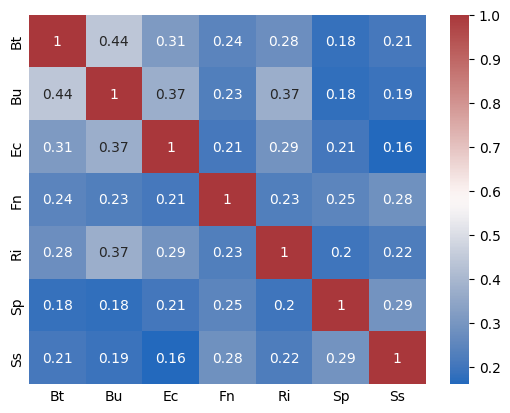 Bt 1 0.44 0.31 0.24 0.28 0.18 0.21
Bu 0.44 1 0.37 0.23 0.37 0.18 0.19
Ec 0.31 0.37 1 0.21 0.29 0.21 0.16
Fn 0.24 0.23 0.21 1 0.23 0.25 0.28
Ri 0.28 0.37 0.29 0.23 1 0.2 0.22
Sp 0.18 0.18 0.21 0.25 0.2 1 0.29
Ss 0.21 0.19 0.16 0.28 0.22 0.29 1
Bt Bu Ec Fn Ri Sp Ss
1.0
0.9
0.8
0.7
0.6
0.5
0.4
0.3
0.2